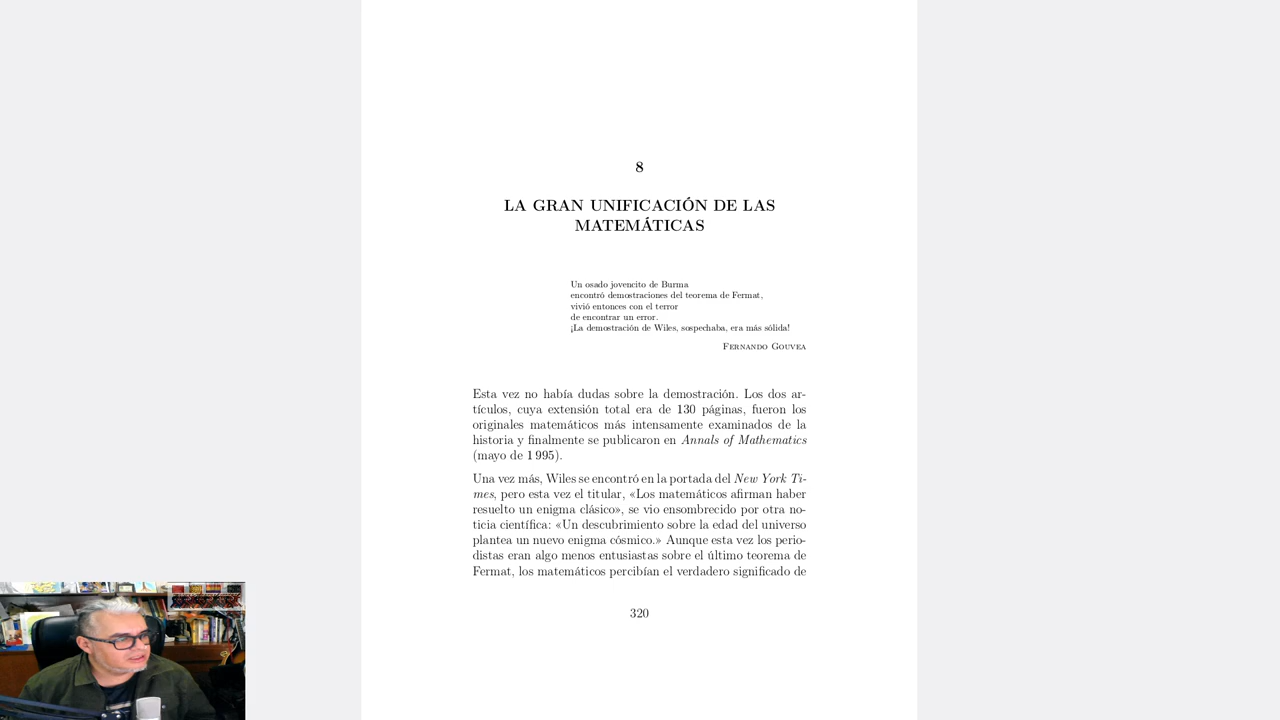 8
LA GRAN UNIFICACIÓN DE LAS
MATEMÁTICAS
Un osado jovencito de Burma
encontró demostraciones del teorema de Fermat,
vivió entonces con el terror
de encontrar un error.
¡La demostración de Wiles, sospechaba, era más sólida!
Fernando Gouvea
Esta vez no había dudas sobre la demostración. Los dos ar-
tículos, cuya extensión total era de 130 páginas, fueron los
originales matemáticos más intensamente examinados de la
historia y finalmente se publicaron en Annals of Mathematics
(mayo de 1 995).
Una vez más, Wiles se encontró en la portada del New York Ti-
mes, pero esta vez el titular, «Los matemáticos afirman haber
resuelto un enigma clásico», se vio ensombrecido por otra no-
ticia científica: «Un descubrimiento sobre la edad del universo
plantea un nuevo enigma cósmico.» Aunque esta vez los perio-
distas eran algo menos entusiastas sobre el último teorema de
Fermat, los matemáticos percibían el verdadero significado de
320